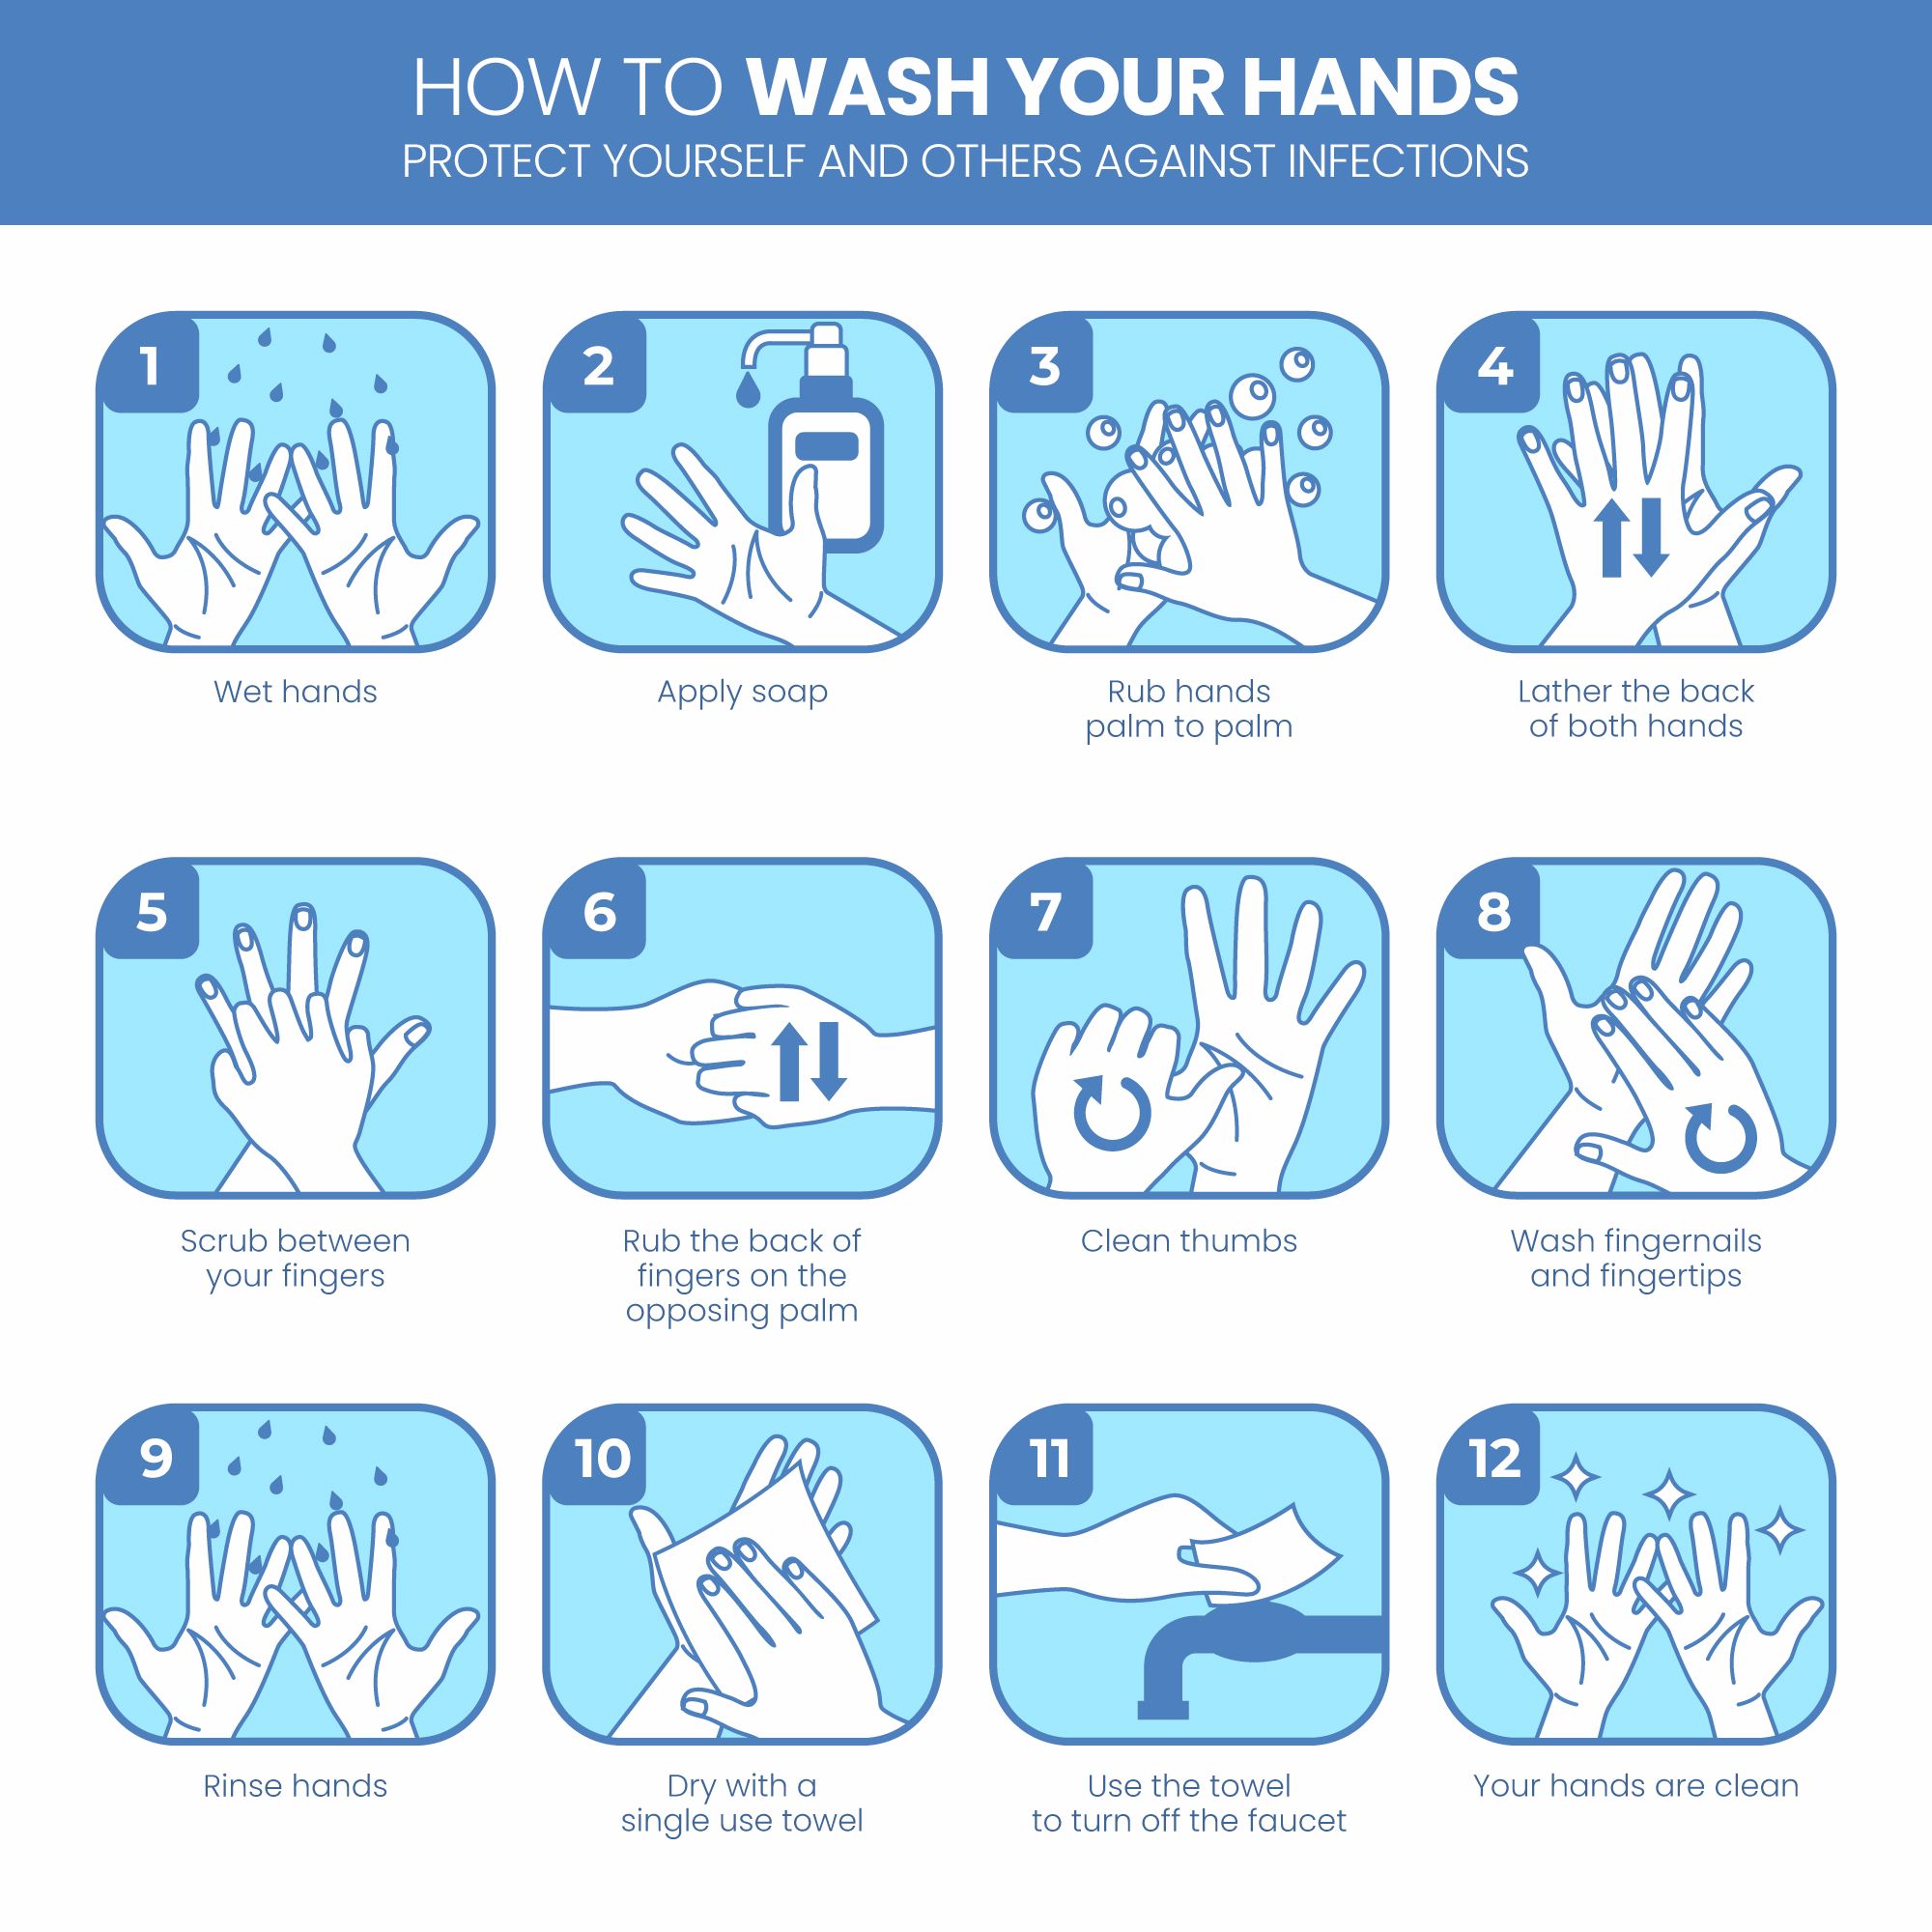 HOW TO WASH YOUR HANDS
PROTECT YOURSELF AND OTHERS AGAINST INFECTIONS
1
Wet hands
2
Apply soap
3
Rub hands
palm to palm
4
Lather the back
of both hands
5
Scrub between
your fingers
6
Rub the back of
fingers on the
opposing palm
7
Clean thumbs
8
Wash fingernails
and fingertips
9
Rinse hands
10
Dry with a
single use towel
11
Use the towel
to turn off the faucet
12
Your hands are clean